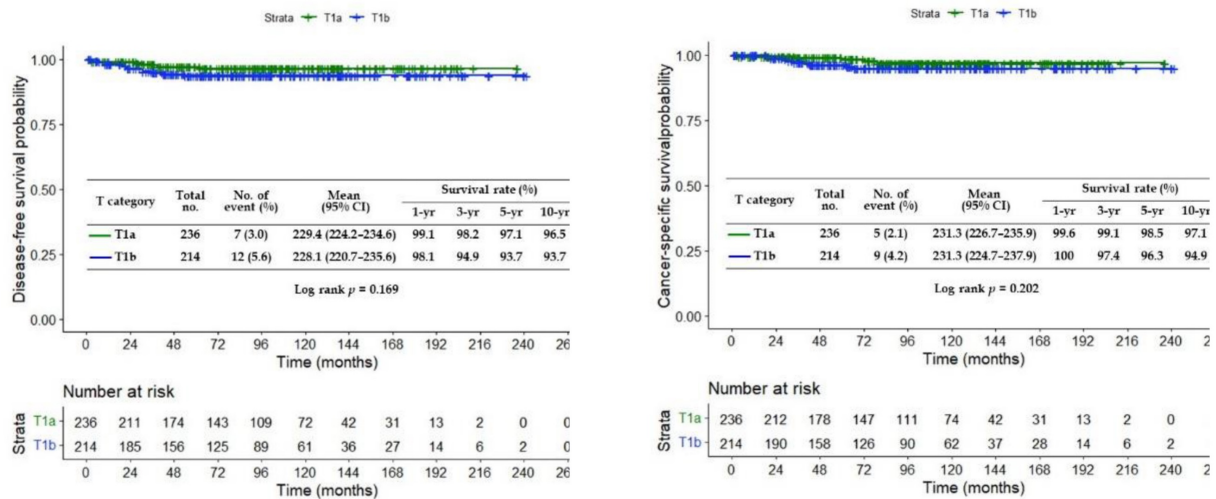 Strata T1a T1b
Disease-free survival probability
1.00
0.75
0.50
0.25
0.00
T category Total no. No. of event (%) Mean (95% CI) Survival rate (%)
1-yr 3-yr 5-yr 10-yr
T1a 236 7 (3.0) 229.4 (224.2–234.6) 99.1 98.2 97.1 96.5
T1b 214 12 (5.6) 228.1 (220.7–235.6) 98.1 94.9 93.7 93.7
Log rank p = 0.169
0 24 48 72 96 120 144 168 192 216 240 26
Time (months)
Number at risk
Strata
T1a 236 211 174 143 109 72 42 31 13 2 0 0
T1b 214 185 156 125 89 61 36 27 14 6 2 0
0 24 48 72 96 120 144 168 192 216 240 26
Time (months)
Strata T1a T1b
Cancer-specific survivalprobability
1.00
0.75
0.50
0.25
0.00
T category Total no. No. of event (%) Mean (95% CI) Survival rate (%)
1-yr 3-yr 5-yr 10-yr
T1a 236 5 (2.1) 231.3 (226.7–235.9) 99.6 99.1 98.5 97.1
T1b 214 9 (4.2) 231.3 (224.7–237.9) 100 97.4 96.3 94.9
Log rank p = 0.202
0 24 48 72 96 120 144 168 192 216 240 2
Time (months)
Number at risk
Strata
T1a 236 212 178 147 111 74 42 31 13 2 0
T1b 214 190 158 126 90 62 37 28 14 6 2
0 24 48 72 96 120 144 168 192 216 240 2
Time (months)